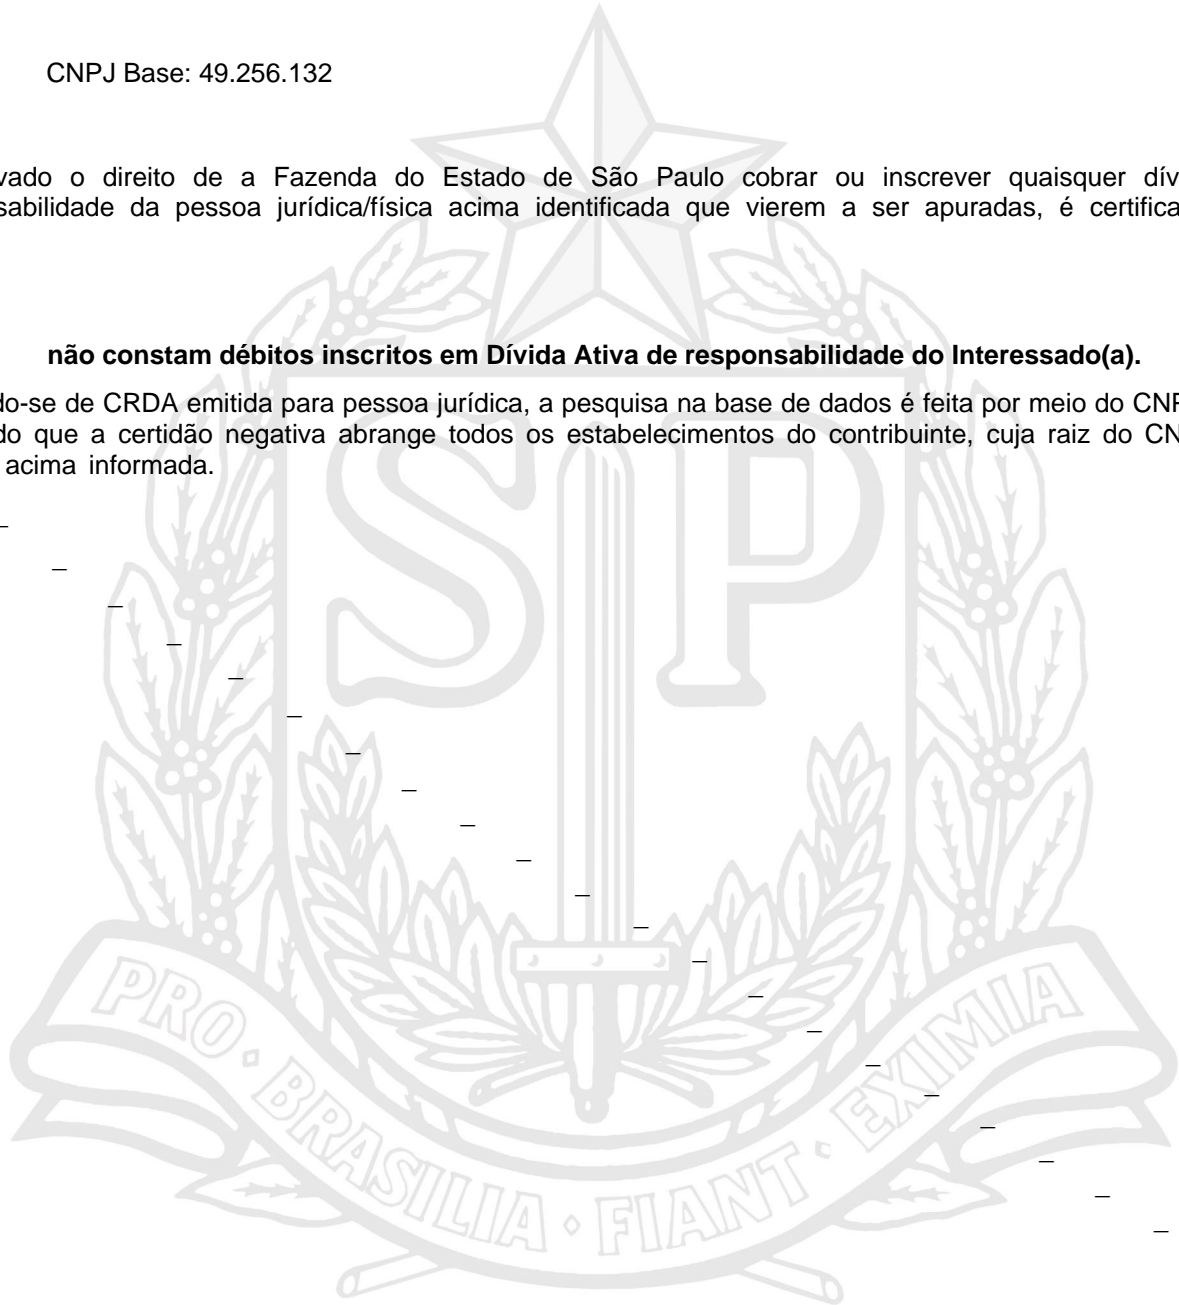 CNPJ Base: 49.256.132
vado o direito de a Fazenda do Estado de São Paulo cobrar ou inscrever quaisquer dív
sabilidade da pessoa jurídica/física acima identificada que vierem a ser apuradas, é certifica
não constam débitos inscritos em Dívida Ativa de responsabilidade do Interessado(a).
do-se de CRDA emitida para pessoa jurídica, a pesquisa na base de dados é feita por meio do CNP
do que a certidão negativa abrange todos os estabelecimentos do contribuinte, cuja raiz do CN
acima informada.
SP
PRO • BRASILIA • FIANT • EXIMIA